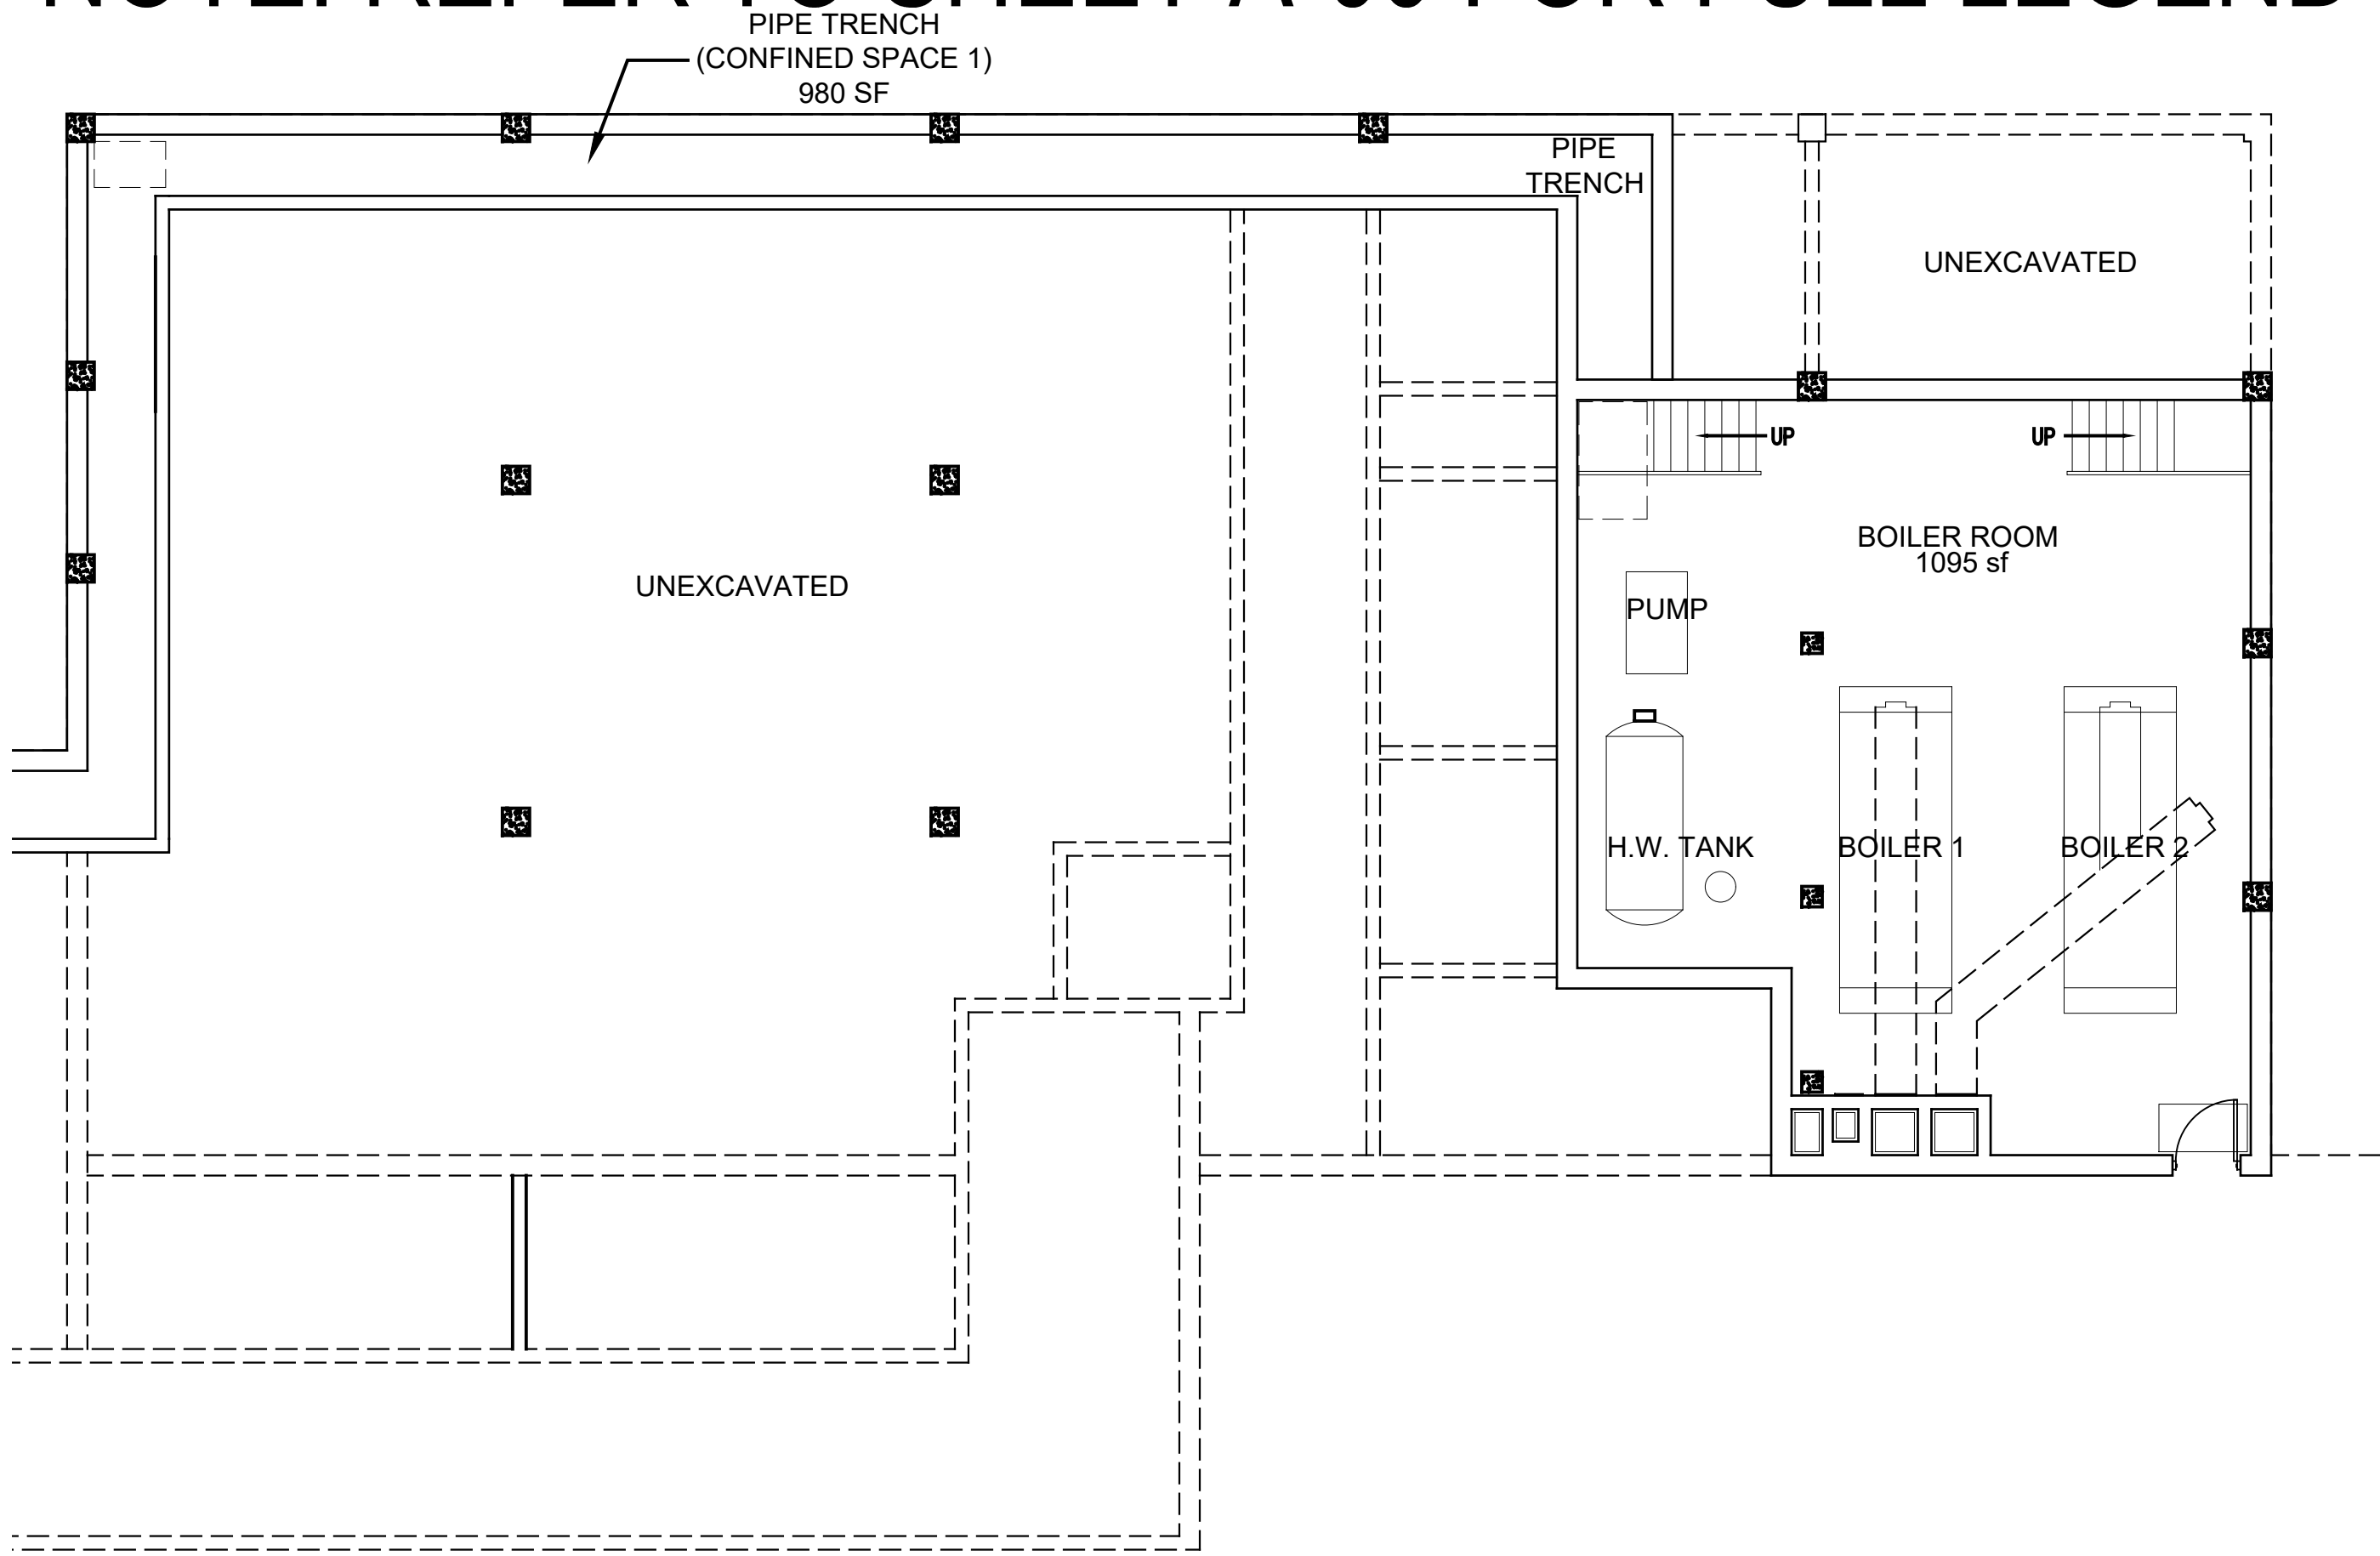 PIPE TRENCH
(CONFINED SPACE 1)
980 SF
PIPE
TRENCH
UNEXCAVATED
UP
UP
BOILER ROOM
1095 sf
UNEXCAVATED
PUMP
H.W. TANK
BOILER 1
BOILER 2